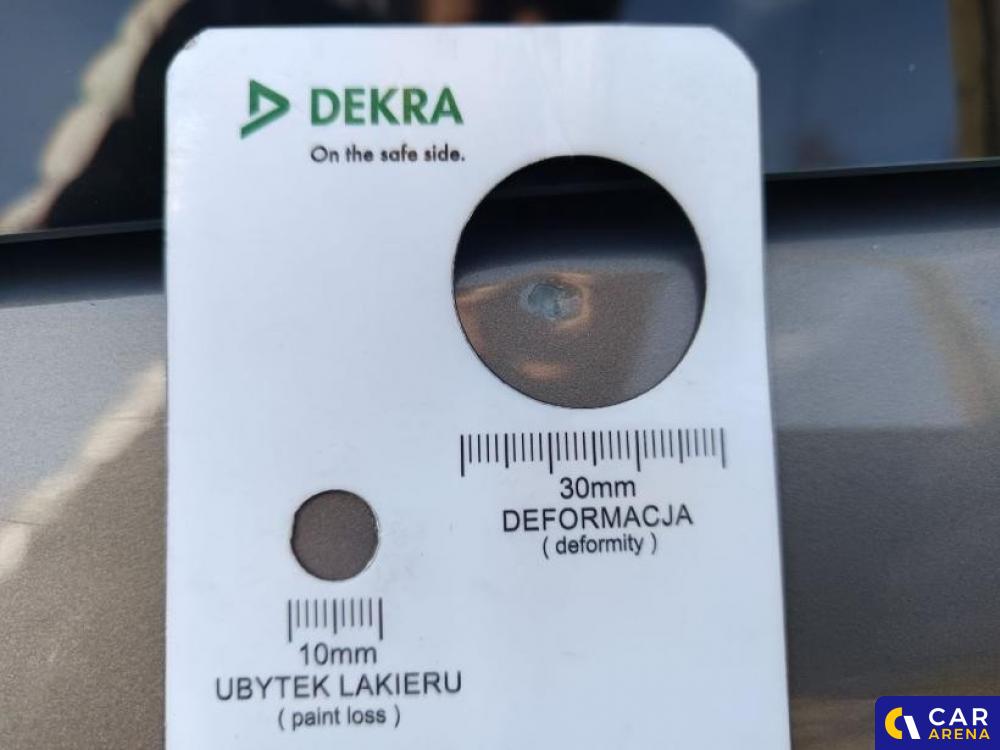 DEKRA
On the safe side.
30mm
DEFORMACJA
( deformity )
10mm
UBYTEK LAKIERU
( paint loss )
CAR
ARENA